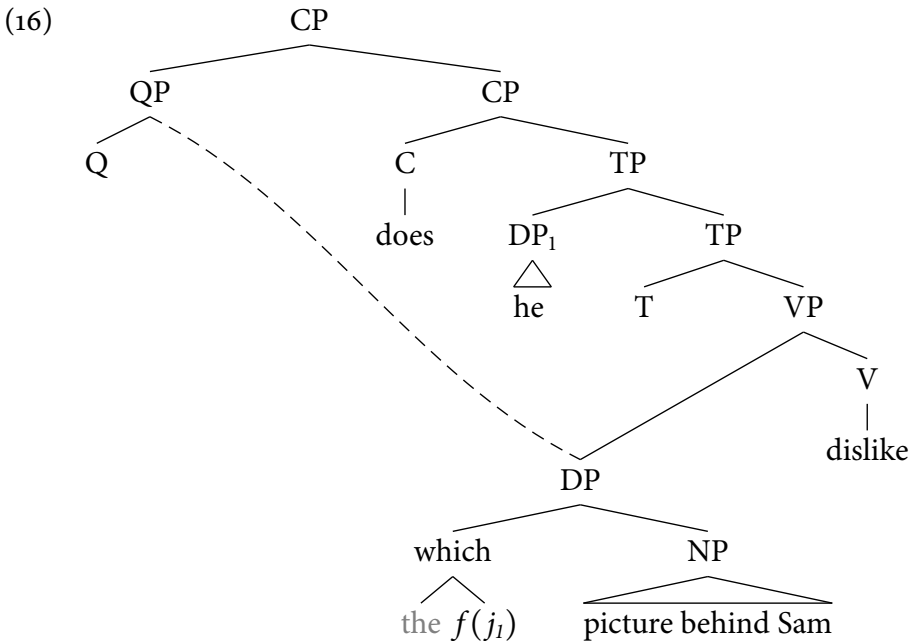 (16) CP
QP CP
Q C TP
does DP₁ TP
he T VP
V
dislike
DP
which NP
the f(j₁) picture behind Sam